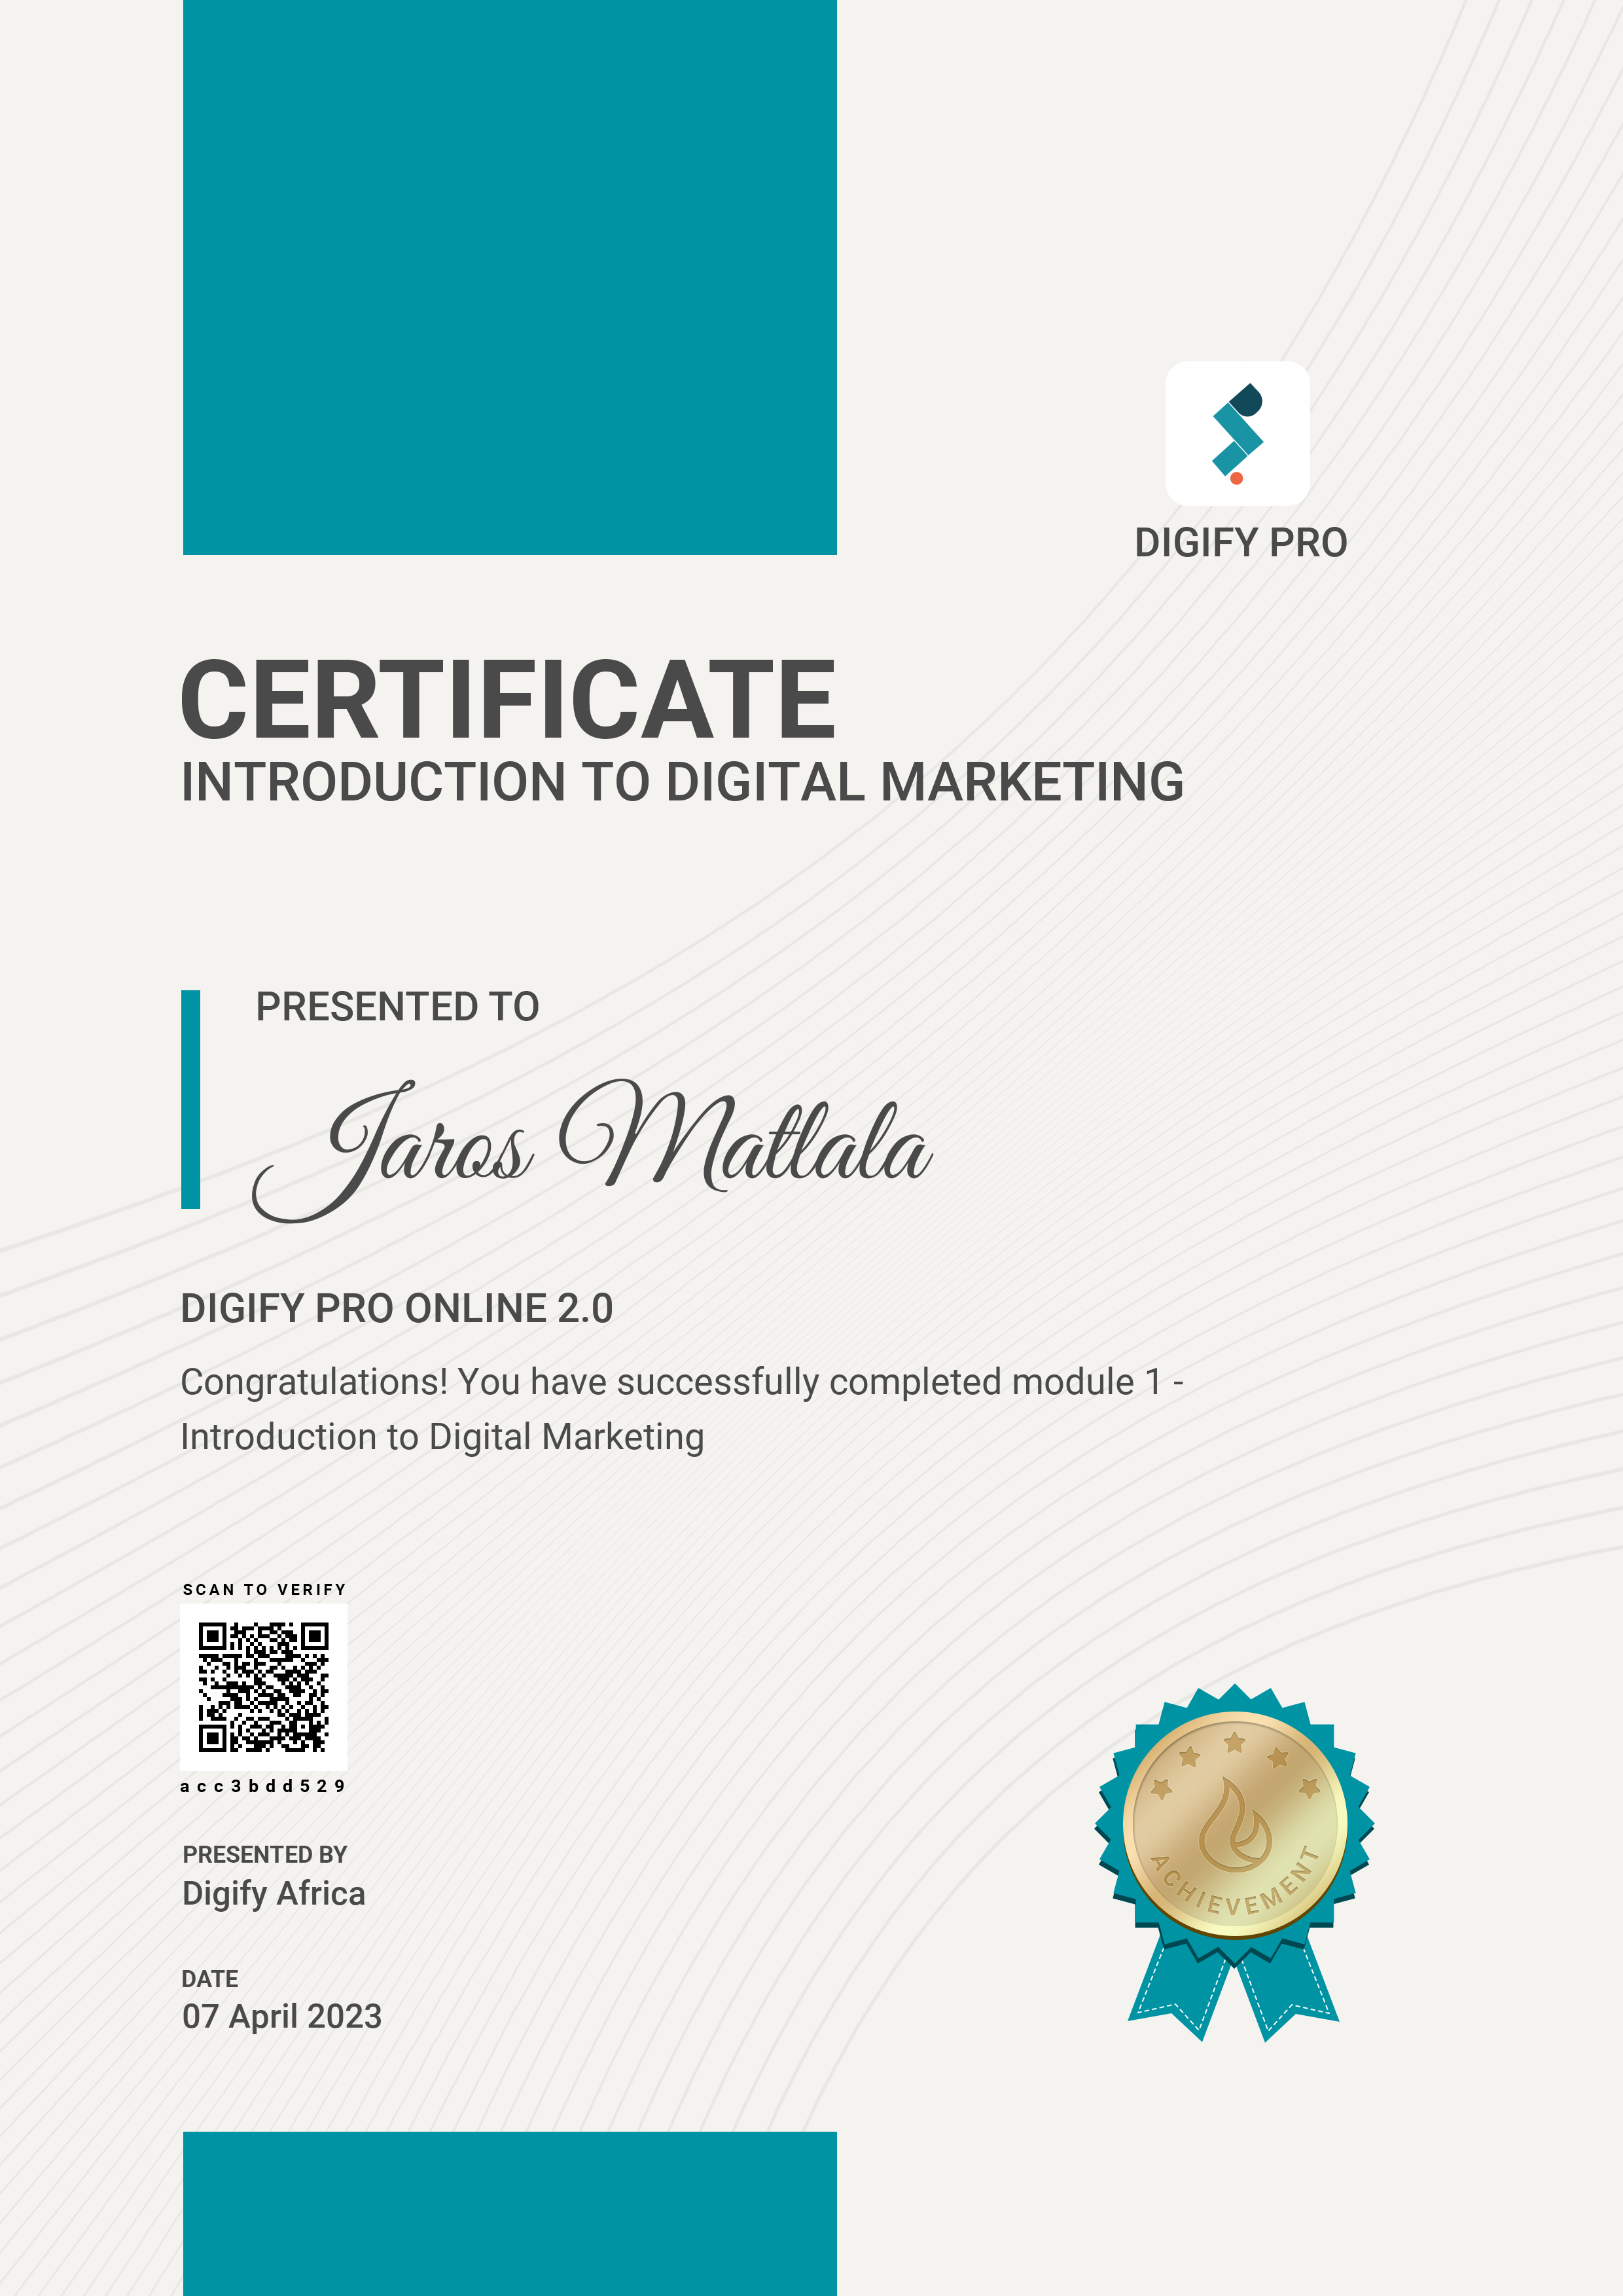 DIGIFY PRO
CERTIFICATE
INTRODUCTION TO DIGITAL MARKETING
PRESENTED TO
Jaros Matlala
DIGIFY PRO ONLINE 2.0
Congratulations! You have successfully completed module 1 -
Introduction to Digital Marketing
SCAN TO VERIFY
acc3bdd529
PRESENTED BY
Digify Africa
DATE
07 April 2023
ACHIEVEMENT